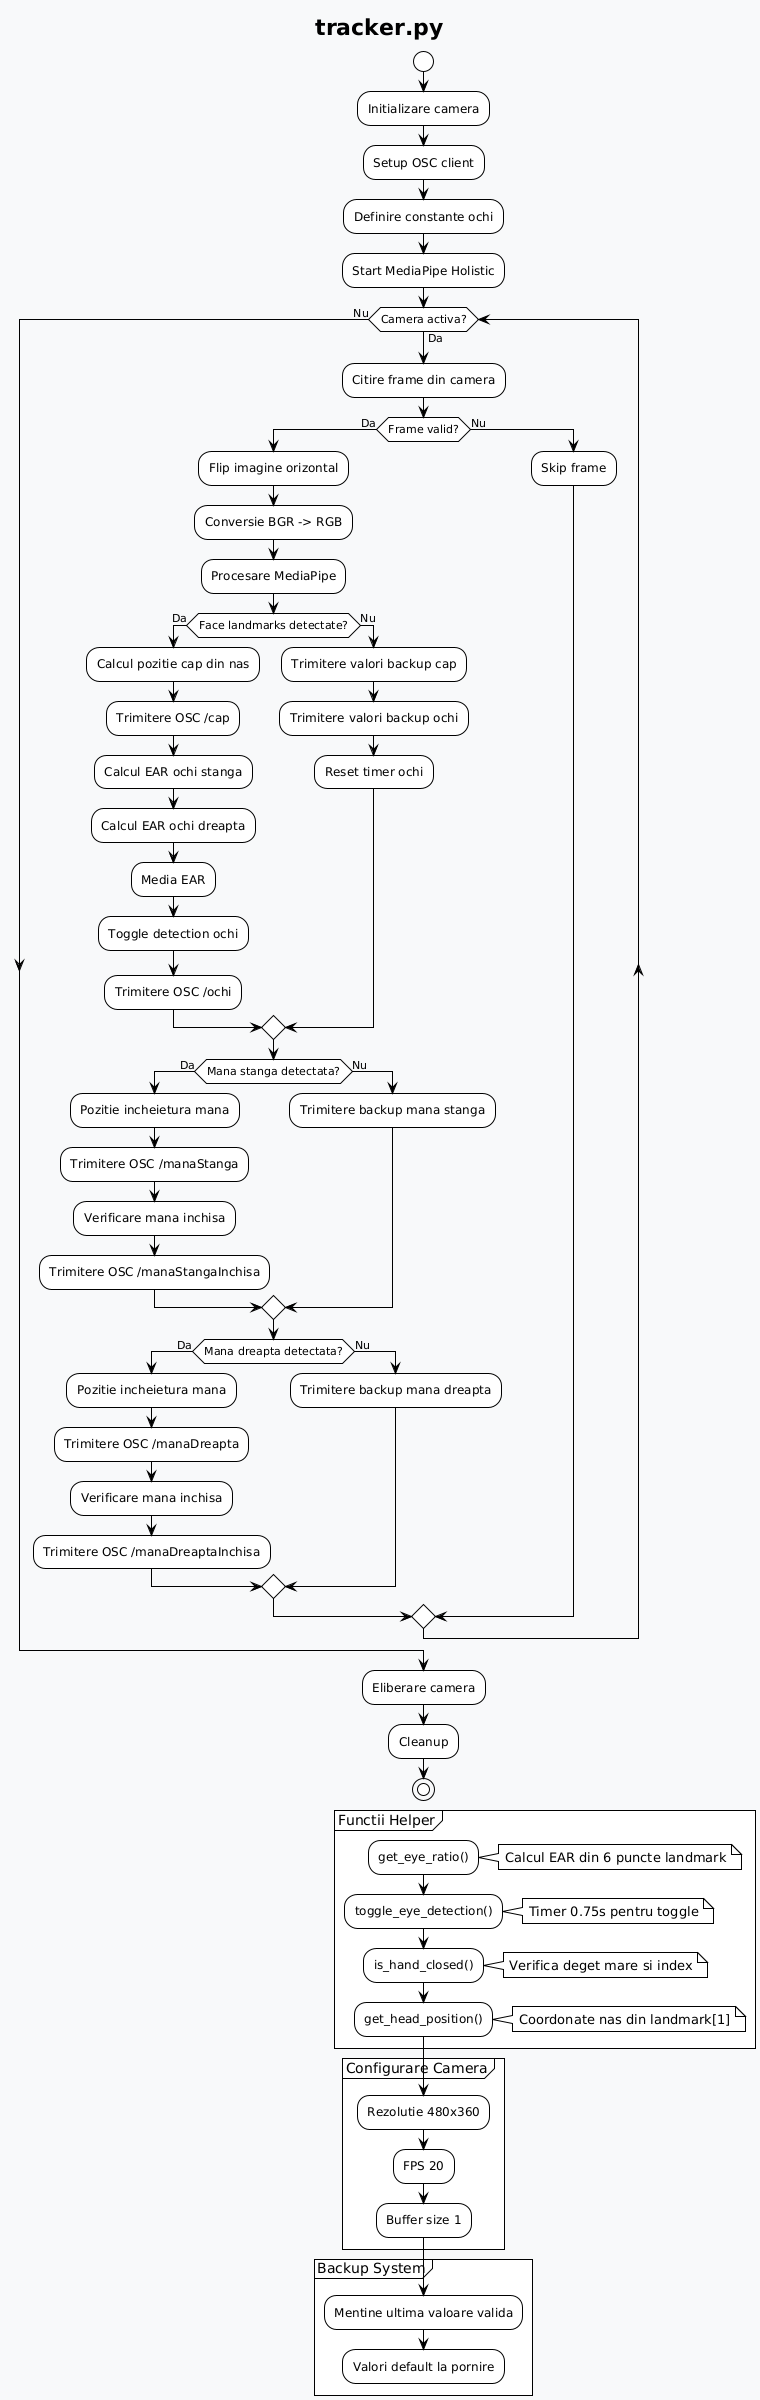 tracker.py
Initializare camera
Setup OSC client
Definire constante ochi
Start MediaPipe Holistic
Nu
Camera activa?
Da
Citire frame din camera
Da
Frame valid?
Nu
Flip imagine orizontal
Skip frame
Conversie BGR -> RGB
Procesare MediaPipe
Da
Face landmarks detectate?
Nu
Calcul pozitie cap din nas
Trimitere valori backup cap
Trimitere OSC /cap
Trimitere valori backup ochi
Calcul EAR ochi stanga
Reset timer ochi
Calcul EAR ochi dreapta
Media EAR
Toggle detection ochi
Trimitere OSC /ochi
Da
Mana stanga detectata?
Nu
Pozitie incheietura mana
Trimitere backup mana stanga
Trimitere OSC /manaStanga
Verificare mana inchisa
Trimitere OSC /manaStangaInchisa
Da
Mana dreapta detectata?
Nu
Pozitie incheietura mana
Trimitere backup mana dreapta
Trimitere OSC /manaDreapta
Verificare mana inchisa
Trimitere OSC /manaDreaptaInchisa
Eliberare camera
Cleanup
Functii Helper
get_eye_ratio()
Calcul EAR din 6 puncte landmark
toggle_eye_detection()
Timer 0.75s pentru toggle
is_hand_closed()
Verifica deget mare si index
get_head_position()
Coordonate nas din landmark[1]
Configurare Camera
Rezolutie 480x360
FPS 20
Buffer size 1
Backup System
Mentine ultima valoare valida
Valori default la pornire